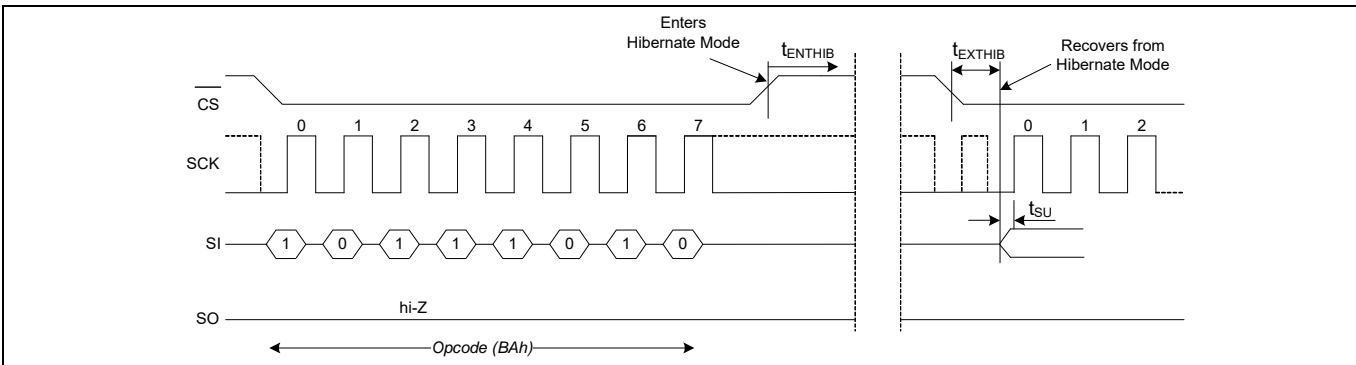 Enters
Hibernate Mode
tENTHIB
tEXTHIB
Recovers from
Hibernate Mode
CS
0 1 2 3 4 5 6 7 0 1 2
SCK
tSU
SI 1 0 1 1 1 0 1 0
hi-Z
SO
Opcode (BAh)